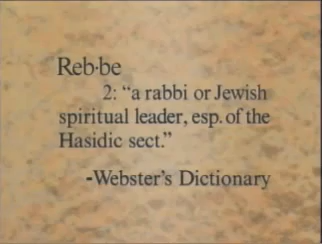 Reb·be
2: “a rabbi or Jewish
spiritual leader, esp. of the
Hasidic sect.”
-Webster's Dictionary